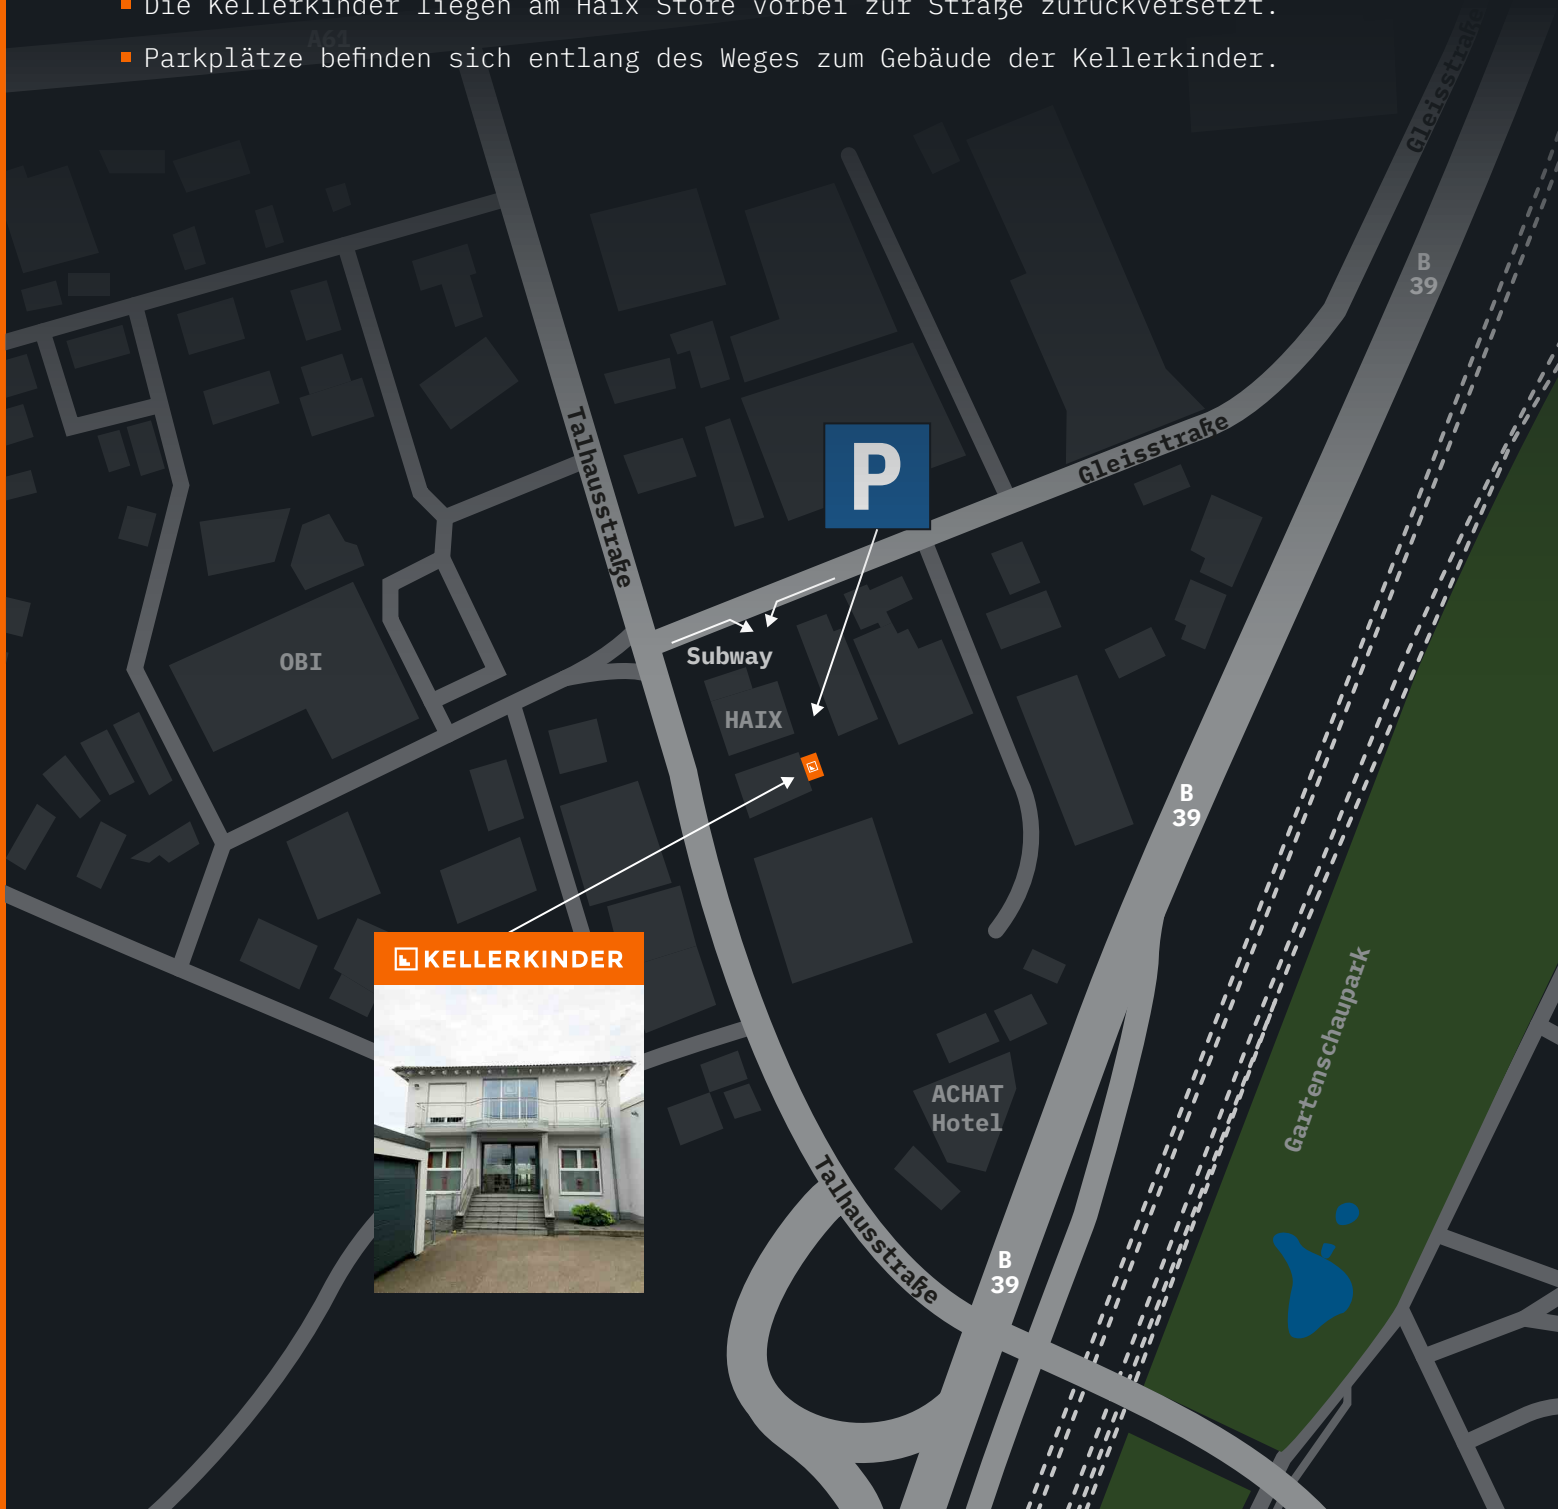 Die Kellerkinder liegen am Haix Store vorbei zur Straße zurückversetzt.
A61
Parkplätze befinden sich entlang des Weges zum Gebäude der Kellerkinder.
Gleisstraße
B
39
Talhausstraße
P
Gleisstraße
Subway
OBI
HAIX
B
39
KELLERKINDER
Gartenschaupark
ACHAT
Hotel
Talhausstraße
B
39